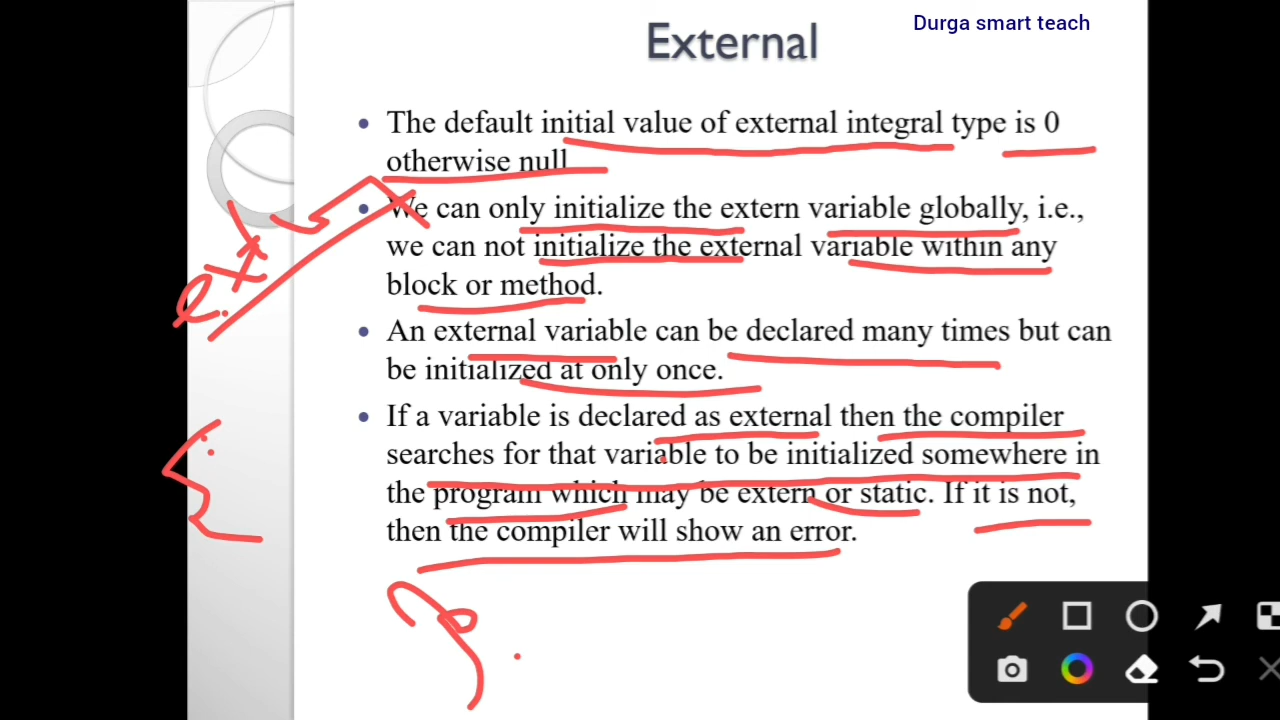 Durga smart teach
External
• The default initial value of external integral type is 0
otherwise null
• We can only initialize the extern variable globally, i.e.,
we can not initialize the external variable within any
block or method.
• An external variable can be declared many times but can
be initialized at only once.
• If a variable is declared as external then the compiler
searches for that variable to be initialized somewhere in
the program which may be extern or static. If it is not,
then the compiler will show an error.